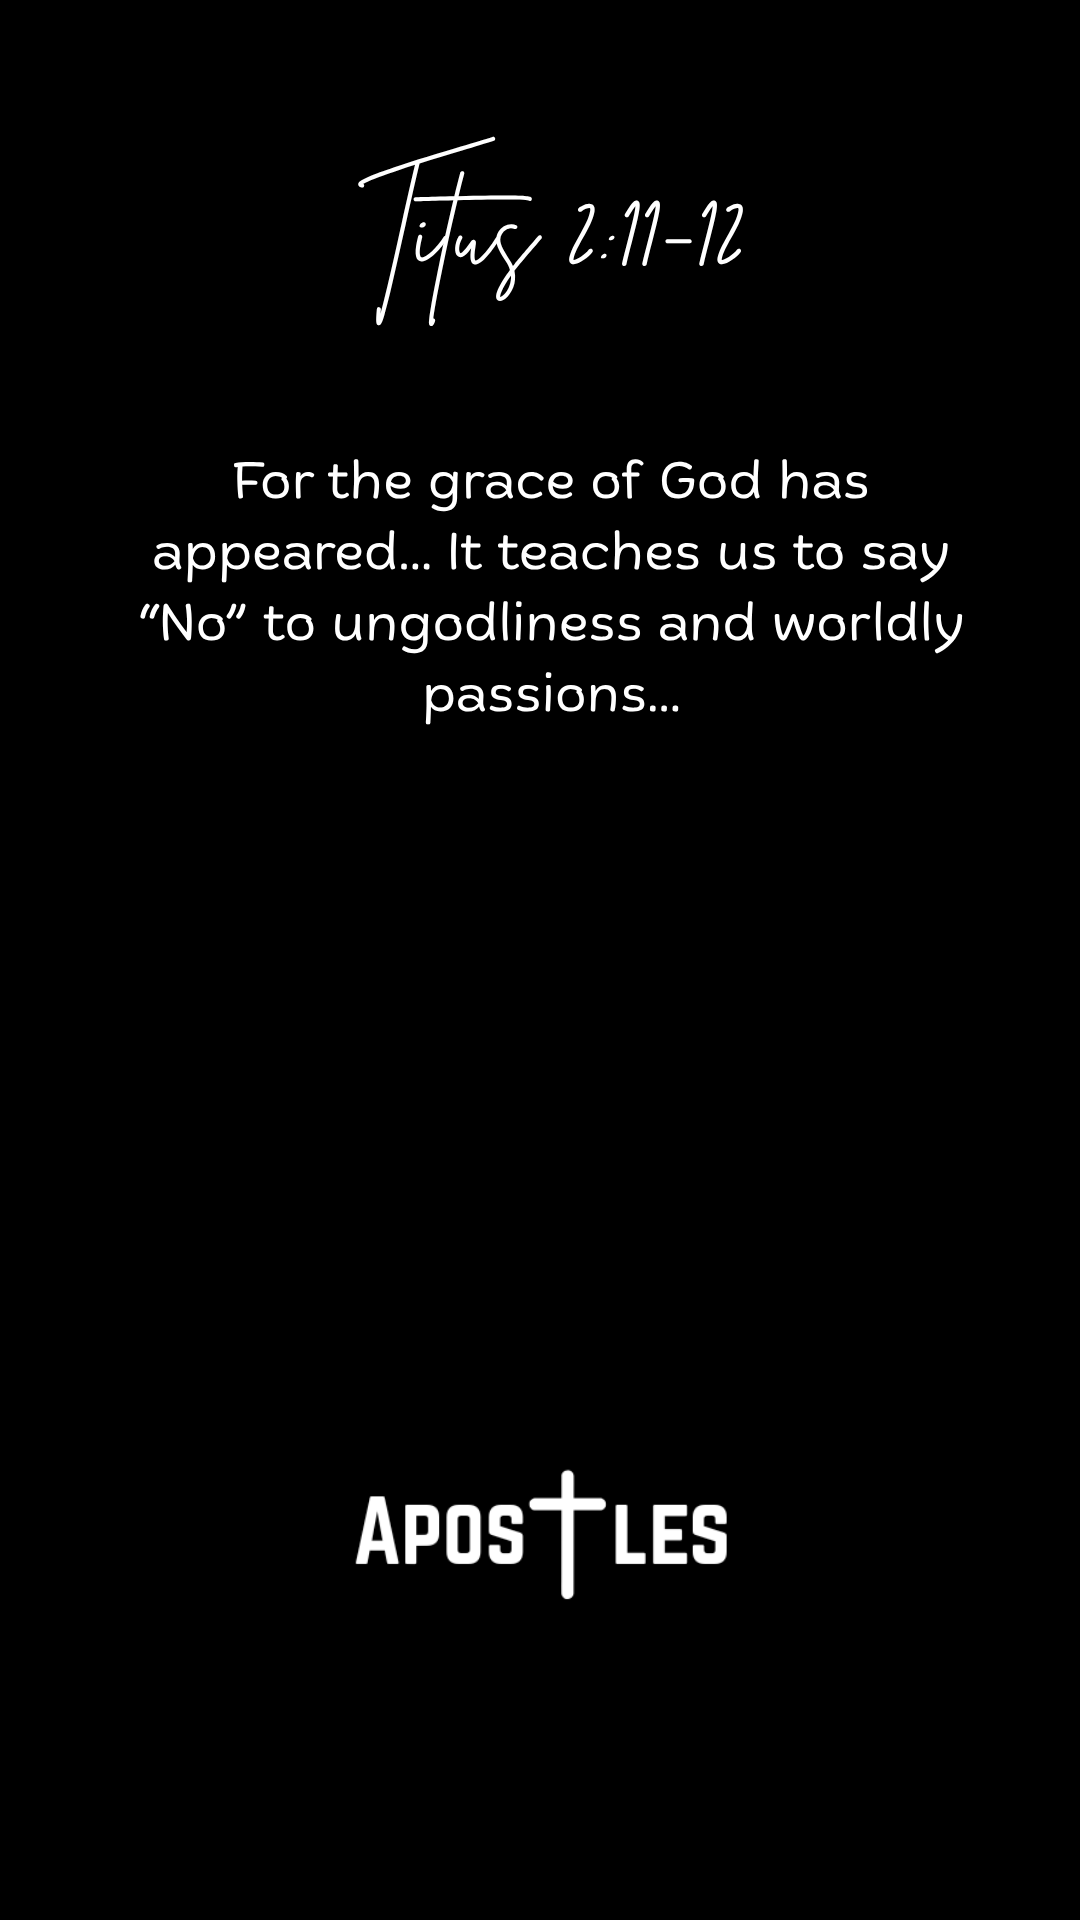 Titus 2:11-12
For the grace of God has
appeared... It teaches us to say
“No” to ungodliness and worldly
passions...
APOSTLES